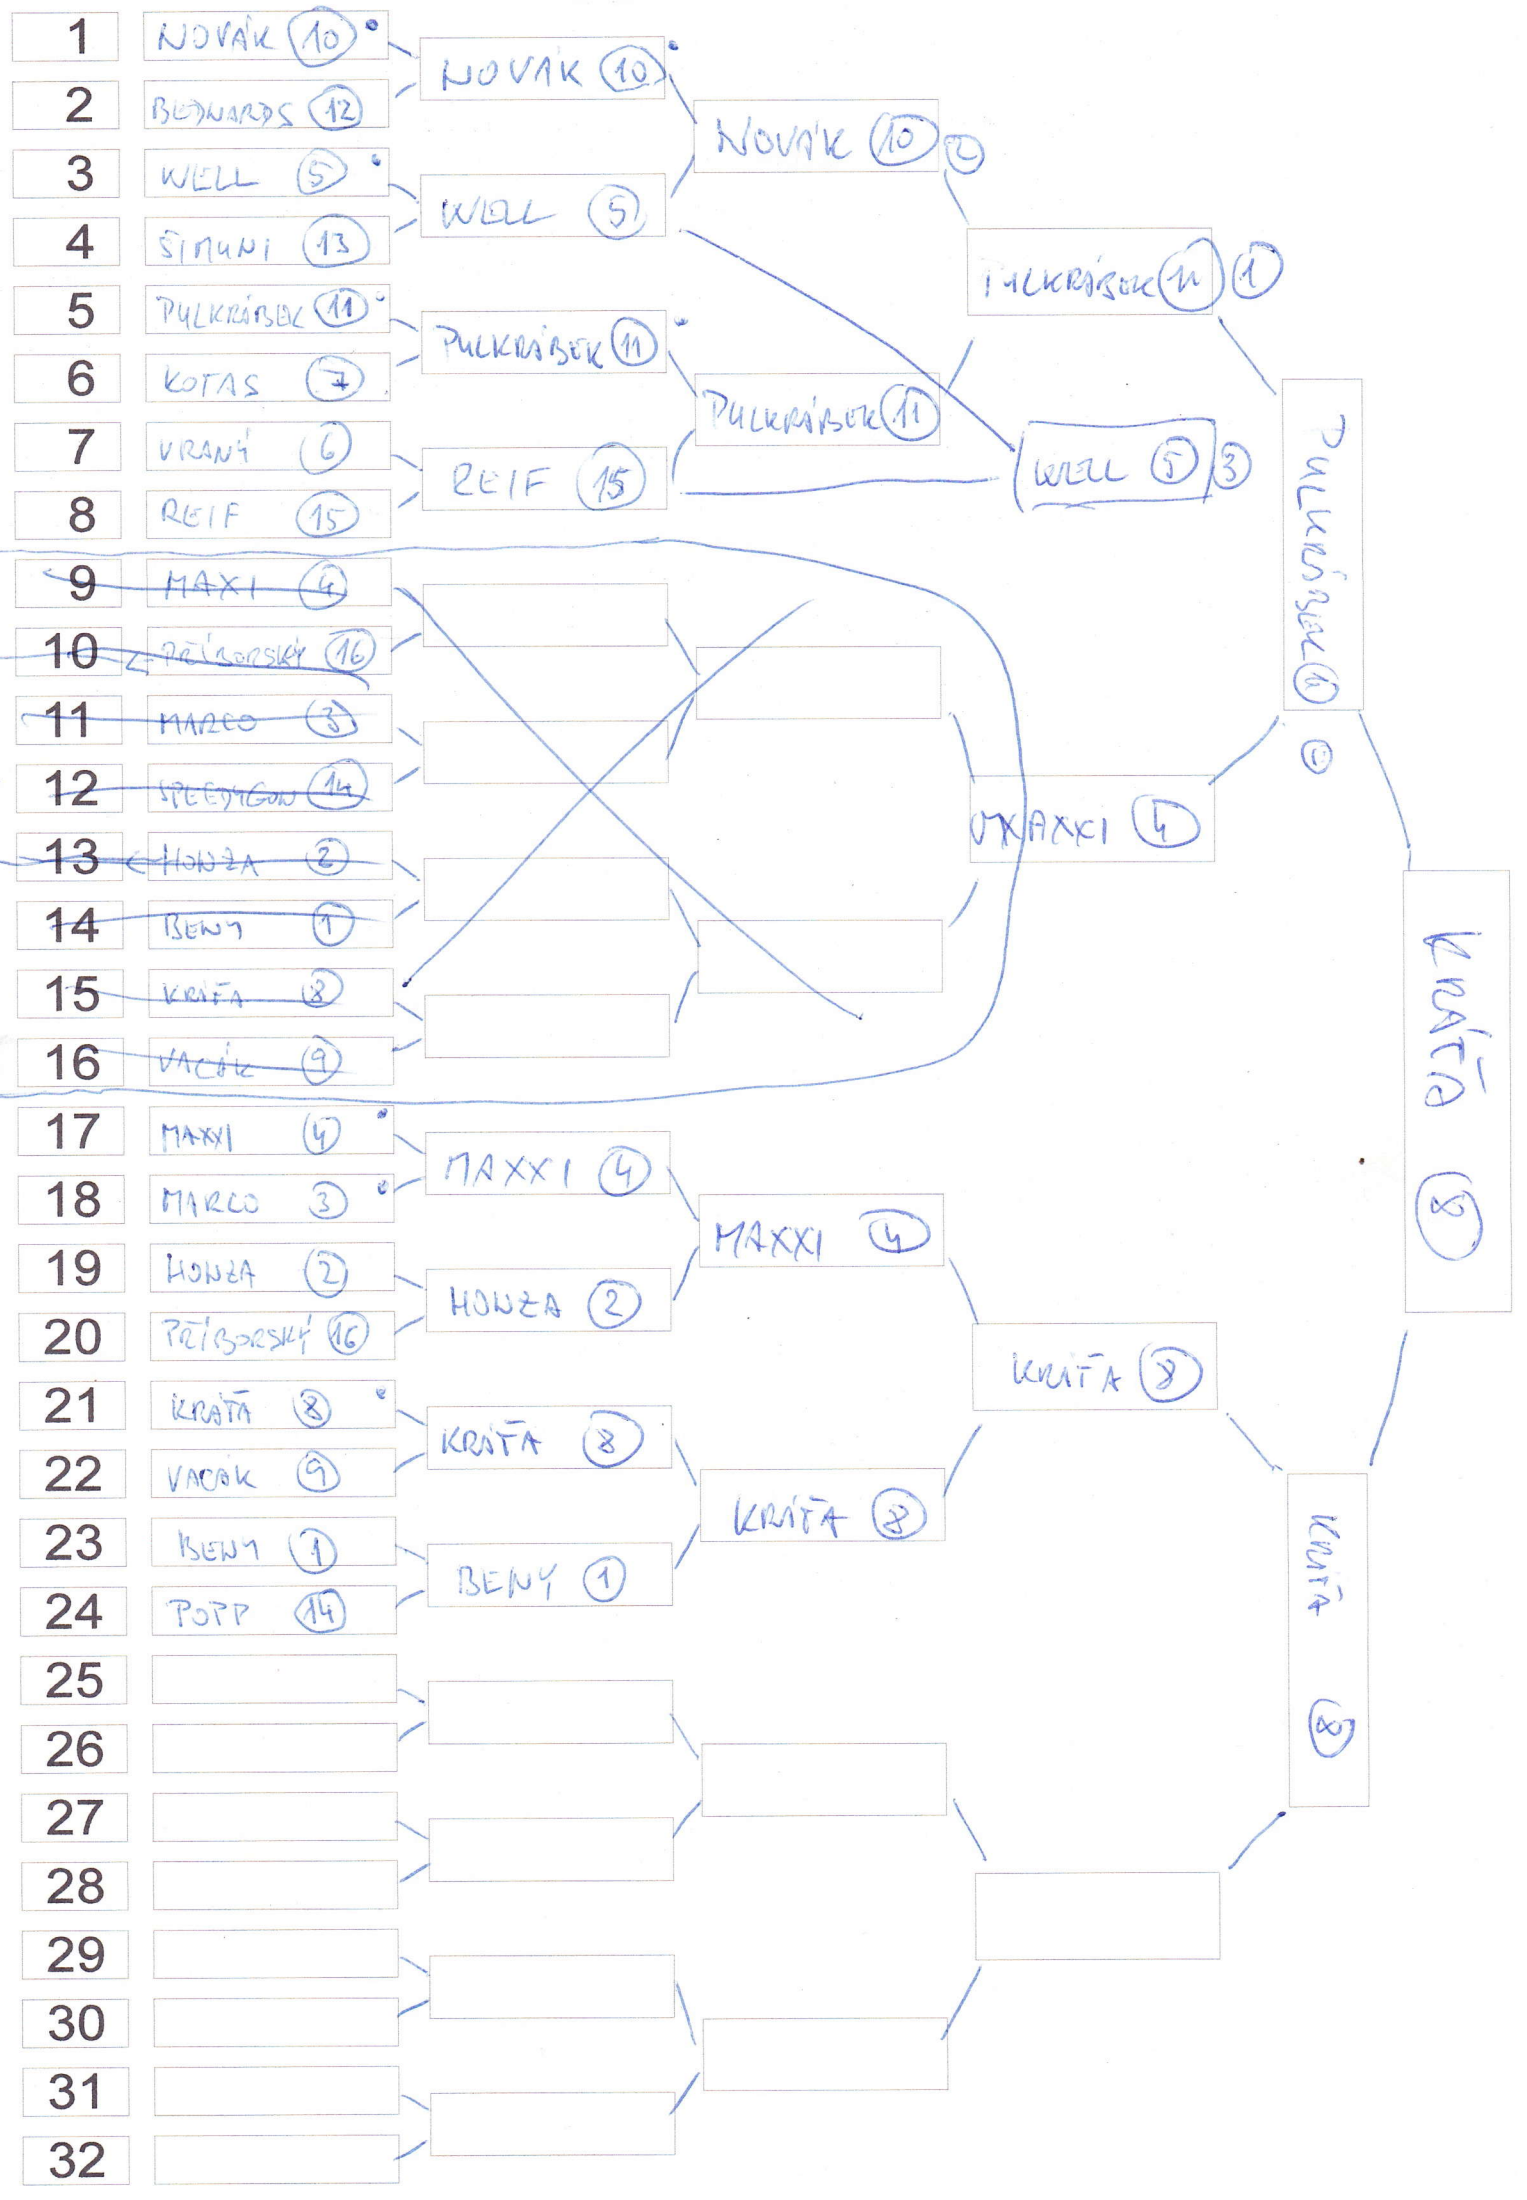 1 NOVÁK 10
2 BEDNARDS 12
3 WELL 5
4 ŠIMUNI 13
5 PULKRÁBEK 11
6 KOTAS 7
7 VRANÝ 6
8 REIF 15
9 MAXI 4
10 PŘÍBORSKÝ 16
11 MARCO 3
12 SPEEDYGON 14
13 HONZA 2
14 BENY 1
15 KRÁŤA 8
16 VACÁK 9
17 MAXXI 4
18 MARCO 3
19 HONZA 2
20 PŘÍBORSKÝ 16
21 KRÁŤA 8
22 VACÁK 9
23 BENY 1
24 POPP 14
25
26
27
28
29
30
31
32
NOVÁK 10
WELL 5
PULKRÁBEK 11
REIF 15
MAXXI 4
HONZA 2
KRÁŤA 8
BENY 1
NOVÁK 10 2
PULKRÁBEK 11
MAXXI 4
KRÁŤA 8
PULKRÁBEK 11 1
WELL 5 3
MAXXI 4
KRÁŤA 8
PULKRÁBEK 11
KRÁŤA 8
KRÁŤA 8